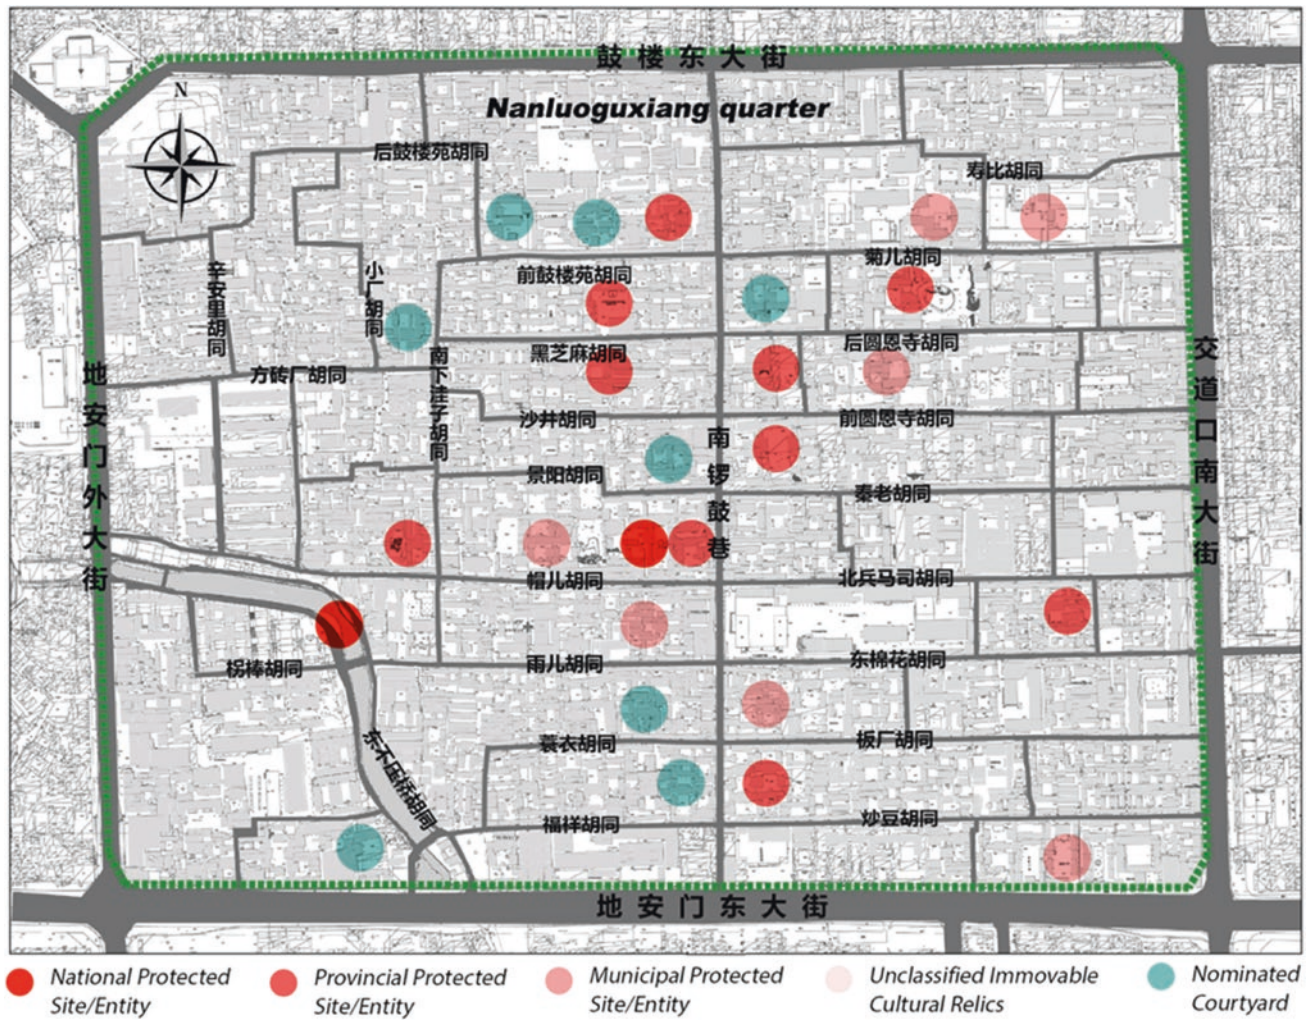 鼓楼东大街
Nanluoguxiang quarter
N
后鼓楼苑胡同
寿比胡同
菊儿胡同
前鼓楼苑胡同
辛安里胡同
小厂胡同
后圆恩寺胡同
黑芝麻胡同
交道口南大街
地安门外大街
方砖厂胡同
南下洼子胡同
沙井胡同
前圆恩寺胡同
南锣鼓巷
景阳胡同
秦老胡同
帽儿胡同
北兵马司胡同
雨儿胡同
东棉花胡同
拐棒胡同
蓑衣胡同
板厂胡同
东不压桥胡同
福祥胡同
炒豆胡同
地安门东大街
National Protected
Site/Entity
Provincial Protected
Site/Entity
Municipal Protected
Site/Entity
Unclassified Immovable
Cultural Relics
Nominated
Courtyard